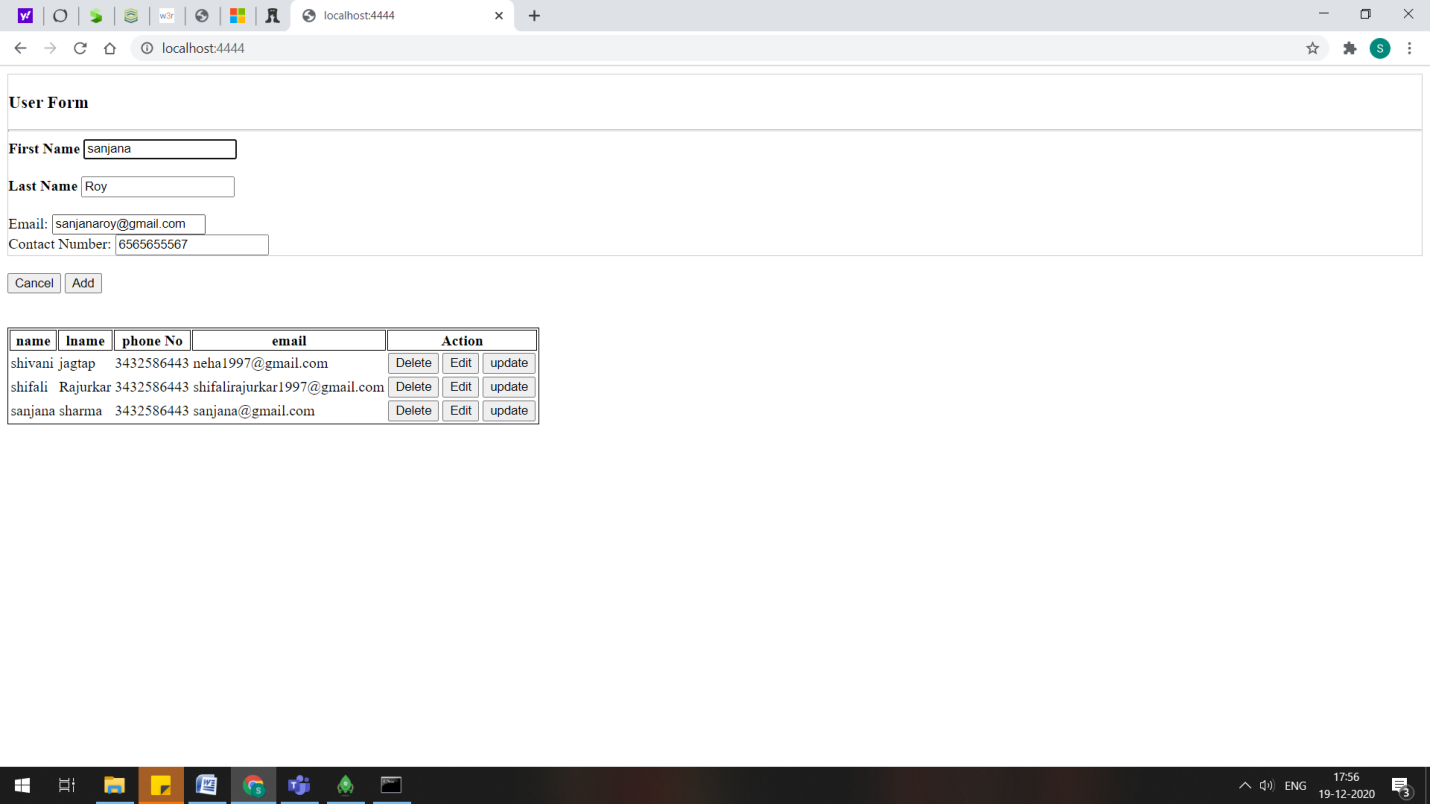 w3r
localhost:4444
localhost:4444
S
User Form
First Name sanjana
Last Name Roy
Email: sanjanaroy@gmail.com
Contact Number: 6565655567
Cancel Add
name lname phone No email Action
shivani jagtap 3432586443 neha1997@gmail.com Delete Edit update
shifali Rajurkar 3432586443 shifalirajurkar1997@gmail.com Delete Edit update
sanjana sharma 3432586443 sanjana@gmail.com Delete Edit update
ENG
17:56
19-12-2020
3